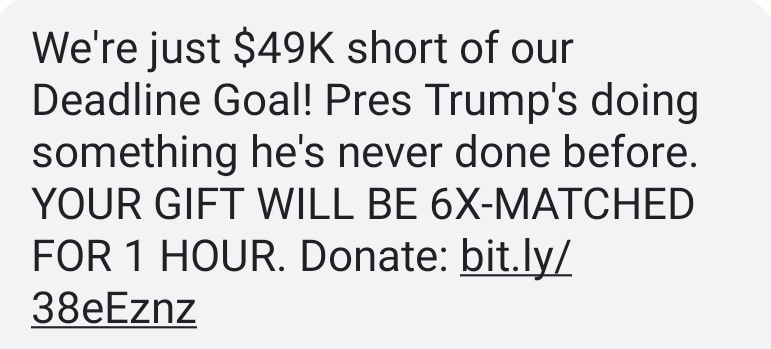 We're just $49K short of our
Deadline Goal! Pres Trump's doing
something he's never done before.
YOUR GIFT WILL BE 6X-MATCHED
FOR 1 HOUR. Donate: bit.ly/
38eEznz